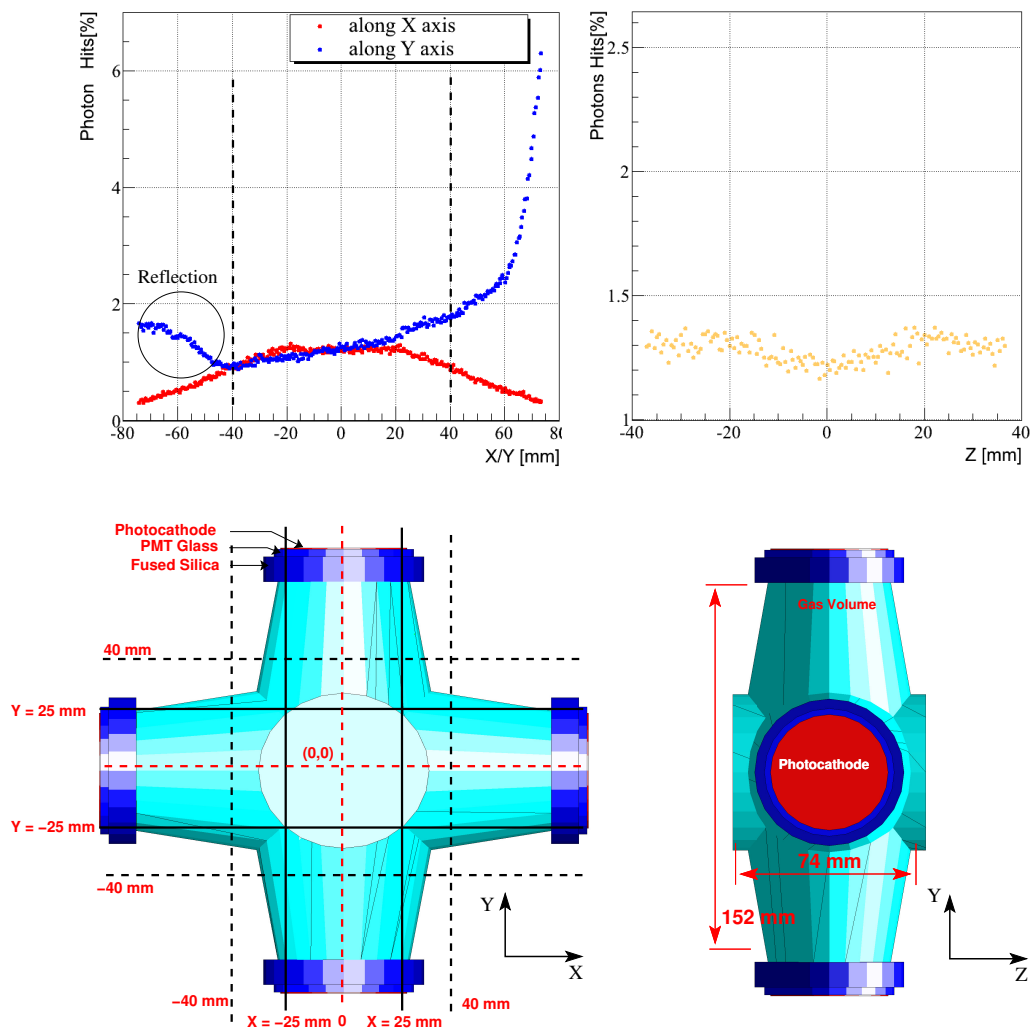 Photon Hits[%]
along X axis
along Y axis
6
4
2
0
Reflection
-80 -60 -40 -20 0 20 40 60 8
X/Y [mm]
Photons Hits[%]
2.5
2
1.5
1
-40 -20 0 20 40
Z [mm]
Photocathode
PMT Glass
Fused Silica
40 mm
Y = 25 mm
(0,0)
Y = −25 mm
−40 mm
−40 mm
X = −25 mm 0 X = 25 mm
40 mm
Y
X
Gas Volume
Photocathode
74 mm
152 mm
Y
Z